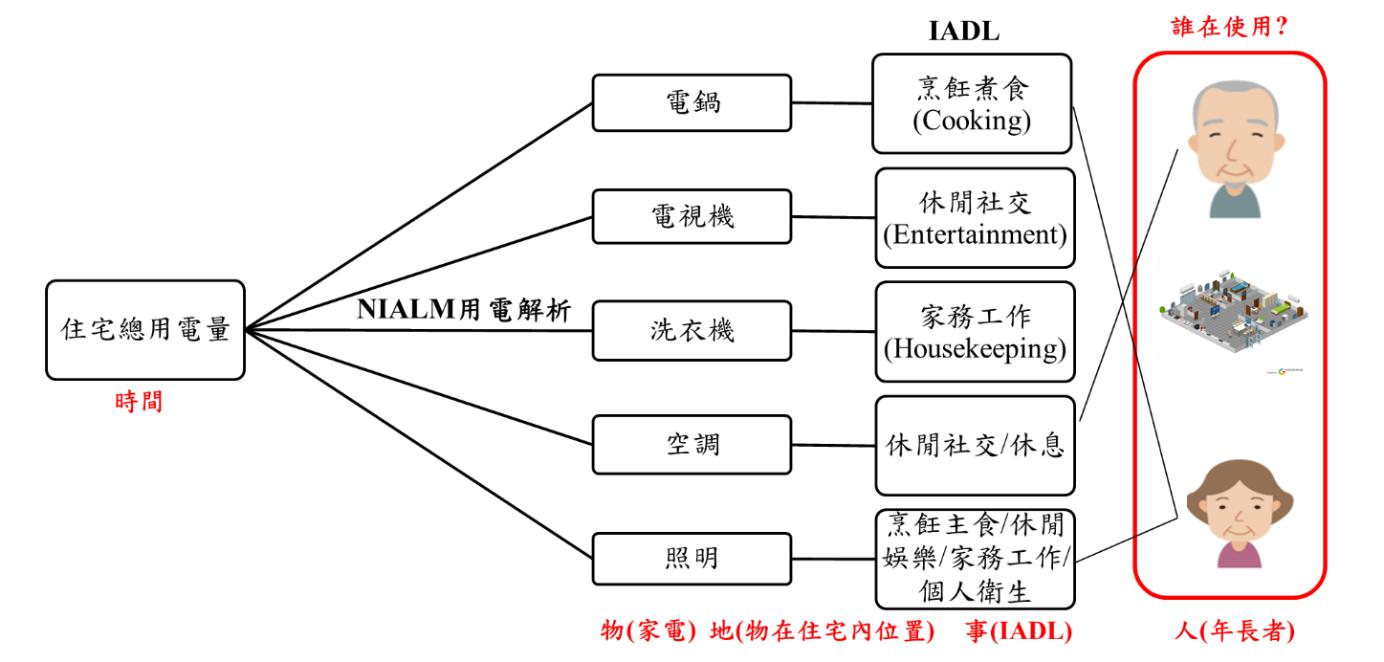 IADL
誰在使用?
電鍋
烹飪煮食
(Cooking)
電視機
休閒社交
(Entertainment)
住宅總用電量
時間
NIALM用電解析
洗衣機
家務工作
(Housekeeping)
空調
休閒社交/休息
照明
烹飪主食/休閒
娛樂/家務工作/
個人衛生
物(家電) 地(物在住宅內位置) 事(IADL)
人(年長者)